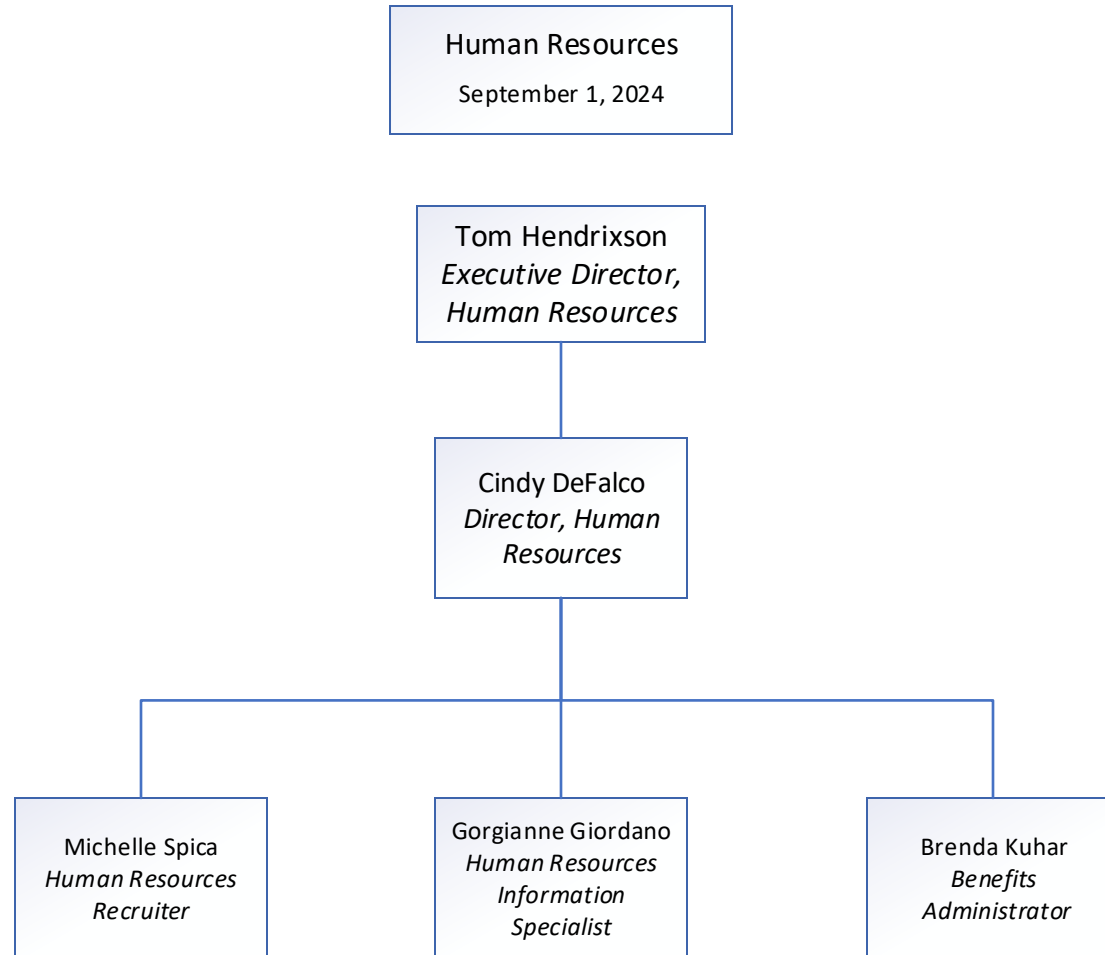 Human Resources
September 1, 2024
Tom Hendrixson
Executive Director,
Human Resources
Cindy DeFalco
Director, Human
Resources
Michelle Spica
Human Resources
Recruiter
Gorgianne Giordano
Human Resources
Information
Specialist
Brenda Kuhar
Benefits
Administrator